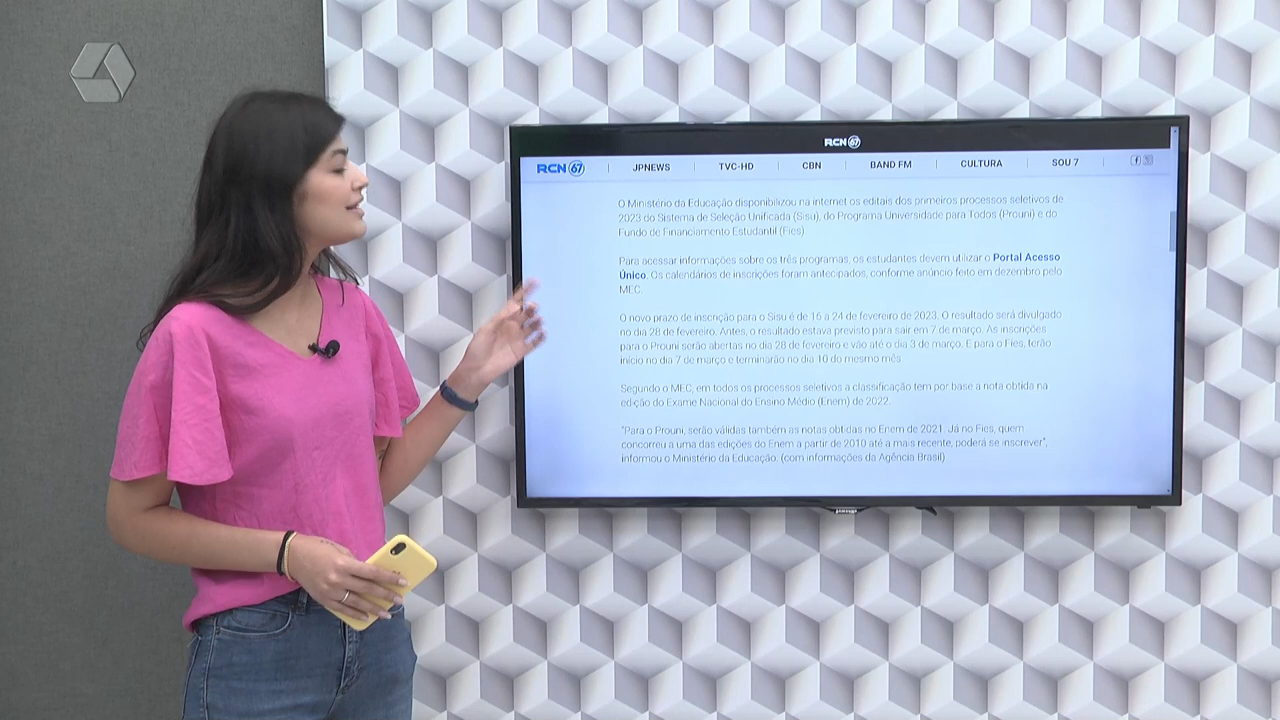 RCN 67
RCN 67 JPNEWS TVC-HD CBN BAND FM CULTURA SOU 7
O Ministério da Educação disponibilizou na internet os editais dos primeiros processos seletivos de
2023 do Sistema de Seleção Unificada (Sisu), do Programa Universidade para Todos (Prouni) e do
Fundo de Financiamento Estudantil (Fies)
Para acessar informações sobre os três programas, os estudantes devem utilizar o Portal Acesso
Único. Os calendários de inscrições foram antecipados, conforme anúncio feito em dezembro pelo
MEC.
O novo prazo de inscrição para o Sisu é de 16 a 24 de fevereiro de 2023. O resultado será divulgado
no dia 28 de fevereiro. Antes, o resultado estava previsto para sair em 7 de março. As inscrições
para o Prouni serão abertas no dia 28 de fevereiro e vão até o dia 3 de março. E para o Fies, terão
início no dia 7 de março e terminarão no dia 10 do mesmo mês.
Segundo o MEC, em todos os processos seletivos a classificação tem por base a nota obtida na
edição do Exame Nacional do Ensino Médio (Enem) de 2022.
"Para o Prouni, serão válidas também as notas obtidas no Enem de 2021. Já no Fies, quem
concorreu a uma das edições do Enem a partir de 2010 até a mais recente, poderá se inscrever",
informou o Ministério da Educação. (com informações da Agência Brasil)